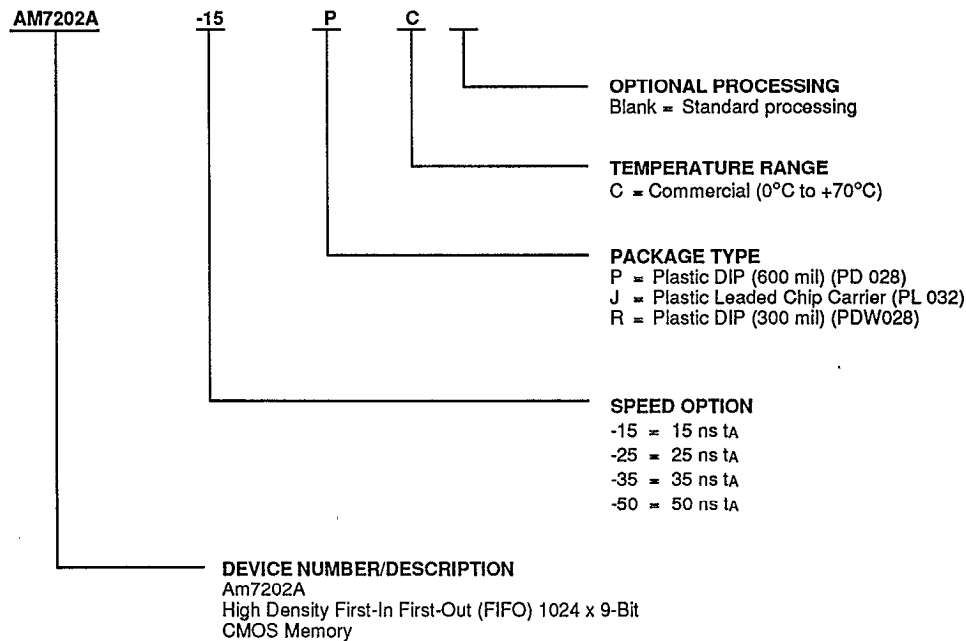 AM7202A -15 P C
OPTIONAL PROCESSING
Blank = Standard processing
TEMPERATURE RANGE
C = Commercial (0°C to +70°C)
PACKAGE TYPE
P = Plastic DIP (600 mil) (PD 028)
J = Plastic Leaded Chip Carrier (PL 032)
R = Plastic DIP (300 mil) (PDW028)
SPEED OPTION
-15 = 15 ns tA
-25 = 25 ns tA
-35 = 35 ns tA
-50 = 50 ns tA
DEVICE NUMBER/DESCRIPTION
Am7202A
High Density First-In First-Out (FIFO) 1024 x 9-Bit
CMOS Memory